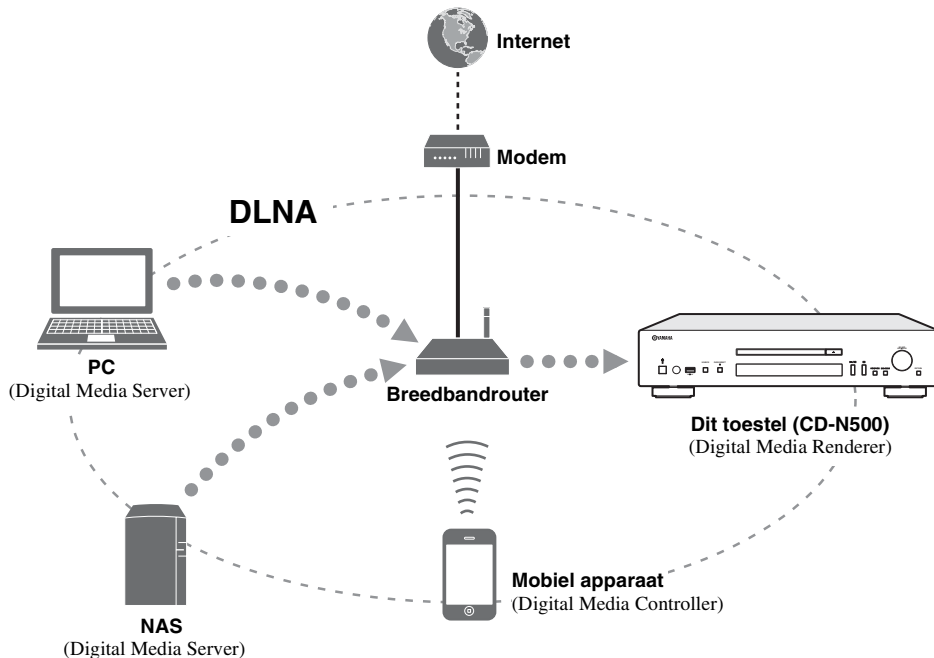 Internet
Modem
DLNA
YAMAHA
PC
(Digital Media Server)
Breedbandrouter
Dit toestel (CD-N500)
(Digital Media Renderer)
Mobiel apparaat
(Digital Media Controller)
NAS
(Digital Media Server)